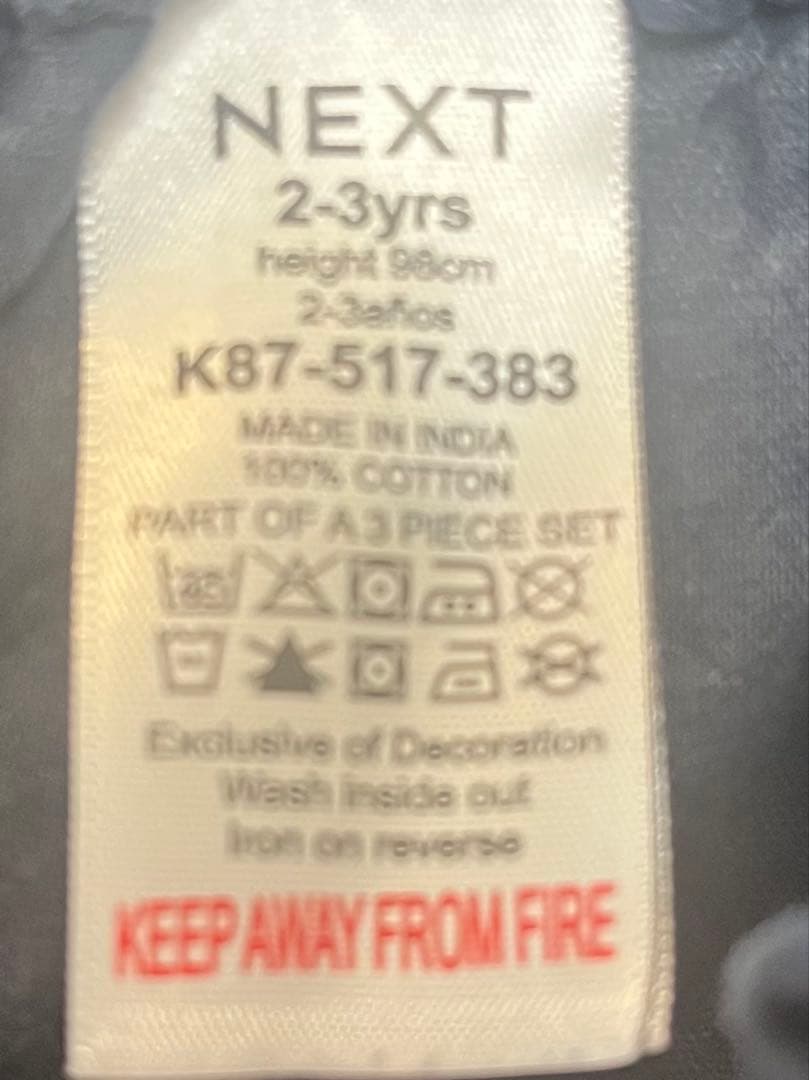 NEXT
2-3yrs
height 98cm
2-3años
K87-517-383
MADE IN INDIA
100% COTTON
PART OF A 3 PIECE SET
Exclusive of Decoration
Wash inside out
Iron on reverse
KEEP AWAY FROM FIRE